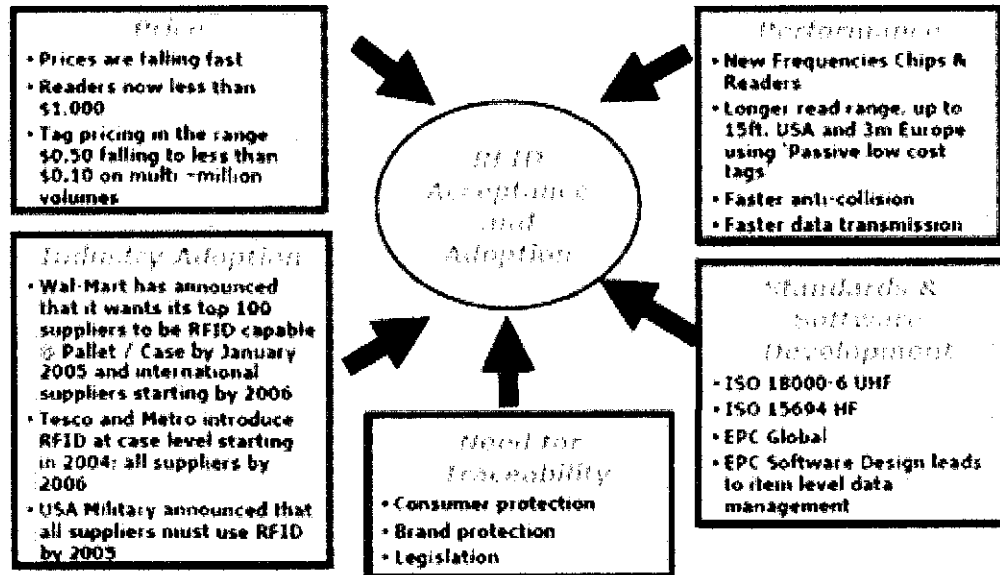 Price
• Prices are falling fast
• Readers now less than
$1.000
• Tag pricing in the range
$0.50 falling to less than
$0.10 on multi -million
volumes
Performance
• New Frequencies Chips &
Readers
• Longer read range, up to
15ft. USA and 3m Europe
using 'Passive low cost
tags'
• Faster anti-collision
• Faster data transmission
RFID
Acceptance
and
Adoption
Industry Adoption
• Wal-Mart has announced
that it wants its top 100
suppliers to be RFID capable
@ Pallet / Case by January
2005 and international
suppliers starting by 2006
• Tesco and Metro introduce
RFID at case level starting
in 2004; all suppliers by
2006
• USA Military announced that
all suppliers must use RFID
by 2005
Need for
Traceability
• Consumer protection
• Brand protection
• Legislation
Standards &
Software
Development
• ISO 18000-6 UHF
• ISO 15694 HF
• EPC Global
• EPC Software Design leads
to item level data
management